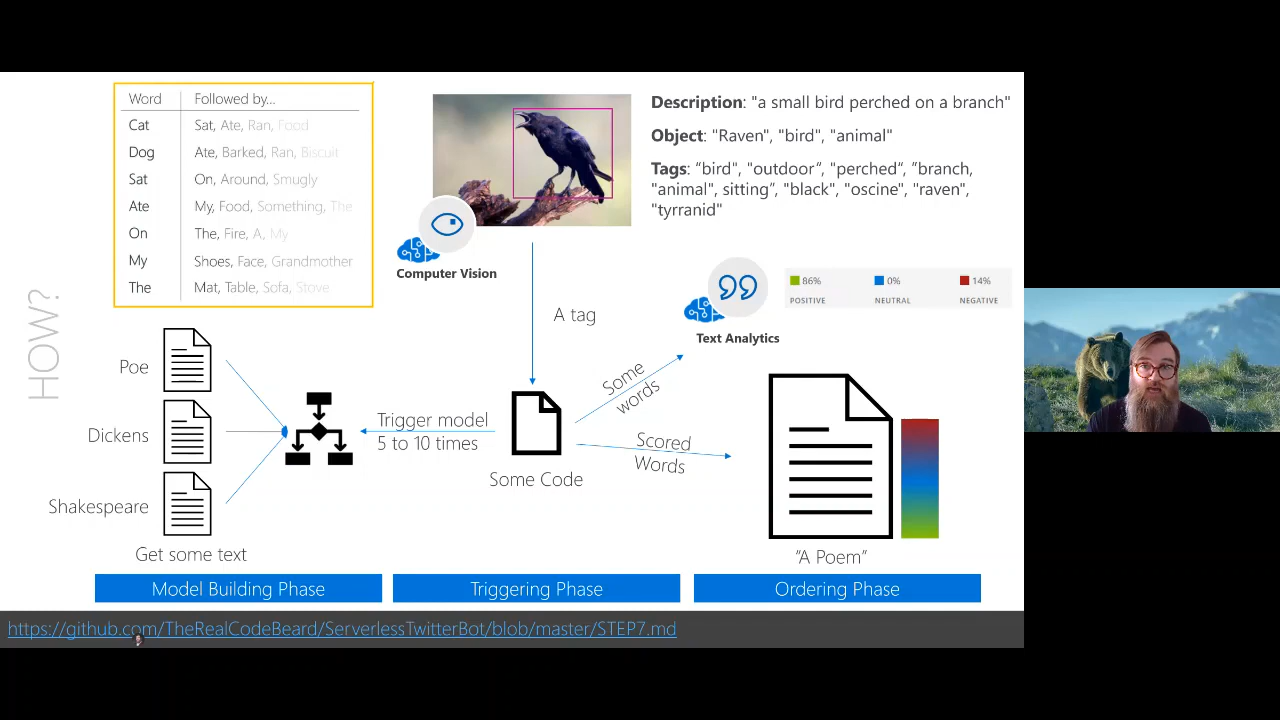 HOW?
Word Followed by...
Cat Sat, Ate, Ran, Food
Dog Ate, Barked, Ran, Biscuit
Sat On, Around, Smugly
Ate My, Food, Something, The
On The, Fire, A, My
My Shoes, Face, Grandmother
The Mat, Table, Sofa, Stove
Description: "a small bird perched on a branch"
Object: "Raven", "bird", "animal"
Tags: “bird”, "outdoor“, "perched“, ”branch,
"animal”, sitting”, "black", "oscine", "raven",
"tyrranid"
Computer Vision
A tag
86%
POSITIVE
0%
NEUTRAL
14%
NEGATIVE
Text Analytics
Poe
Dickens
Shakespeare
Get some text
Trigger model
5 to 10 times
Some Code
Some
words
Scored
Words
“A Poem”
Model Building Phase
Triggering Phase
Ordering Phase
https://github.com/TheRealCodeBeard/ServerlessTwitterBot/blob/master/STEP7.md